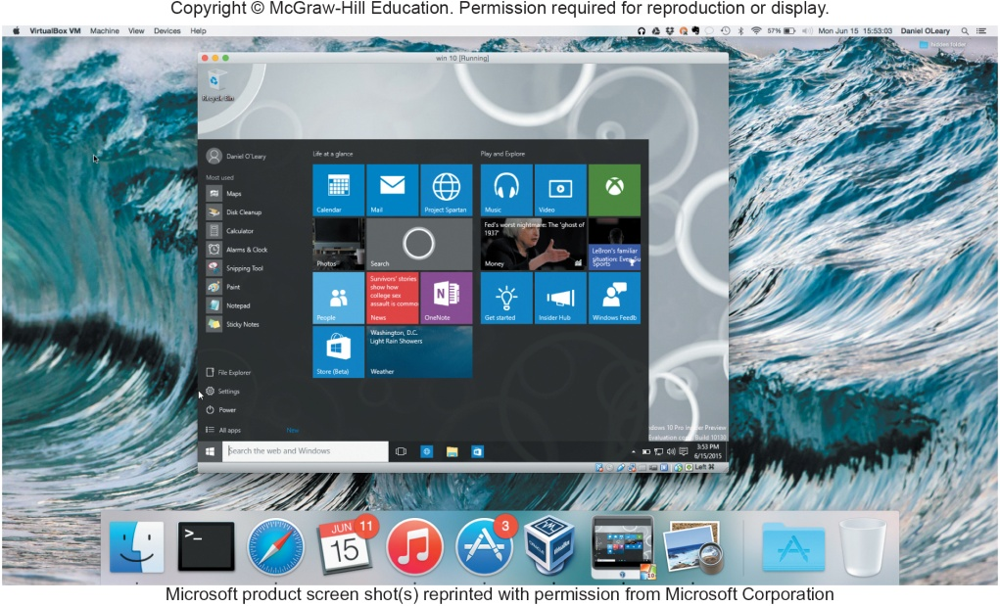 Copyright © McGraw-Hill Education. Permission required for reproduction or display.
VirtualBox VM Machine View Devices Help 57% Mon Jun 15 15:53:03 Daniel OLeary
hidden folder
win 10 [Running]
Recycle Bin
Daniel O'Leary
Most used
Maps
Disk Cleanup
Calculator
Alarms & Clock
Snipping Tool
Paint
Notepad
Sticky Notes
File Explorer
Settings
Power
All apps New
Life at a glance
Calendar Mail Project Spartan
Photos Search
People
Survivors' stories
show how
college sex
assault is commo
News
OneNote
Store (Beta)
Washington, D.C.
Light Rain Showers
Weather
Play and Explore
Music Video
Fed's worst nightmare: The 'ghost of
1937'
Money
LeBron's familiar
situation: Even Su
Sports
Get started Insider Hub Windows Feedb
dows 10 Pro Insider Preview
Evaluation copy. Build 10130
Search the web and Windows
3:53 PM
6/15/2015
Left ⌘
>_
JUN
15
11
3
10
Microsoft product screen shot(s) reprinted with permission from Microsoft Corporation